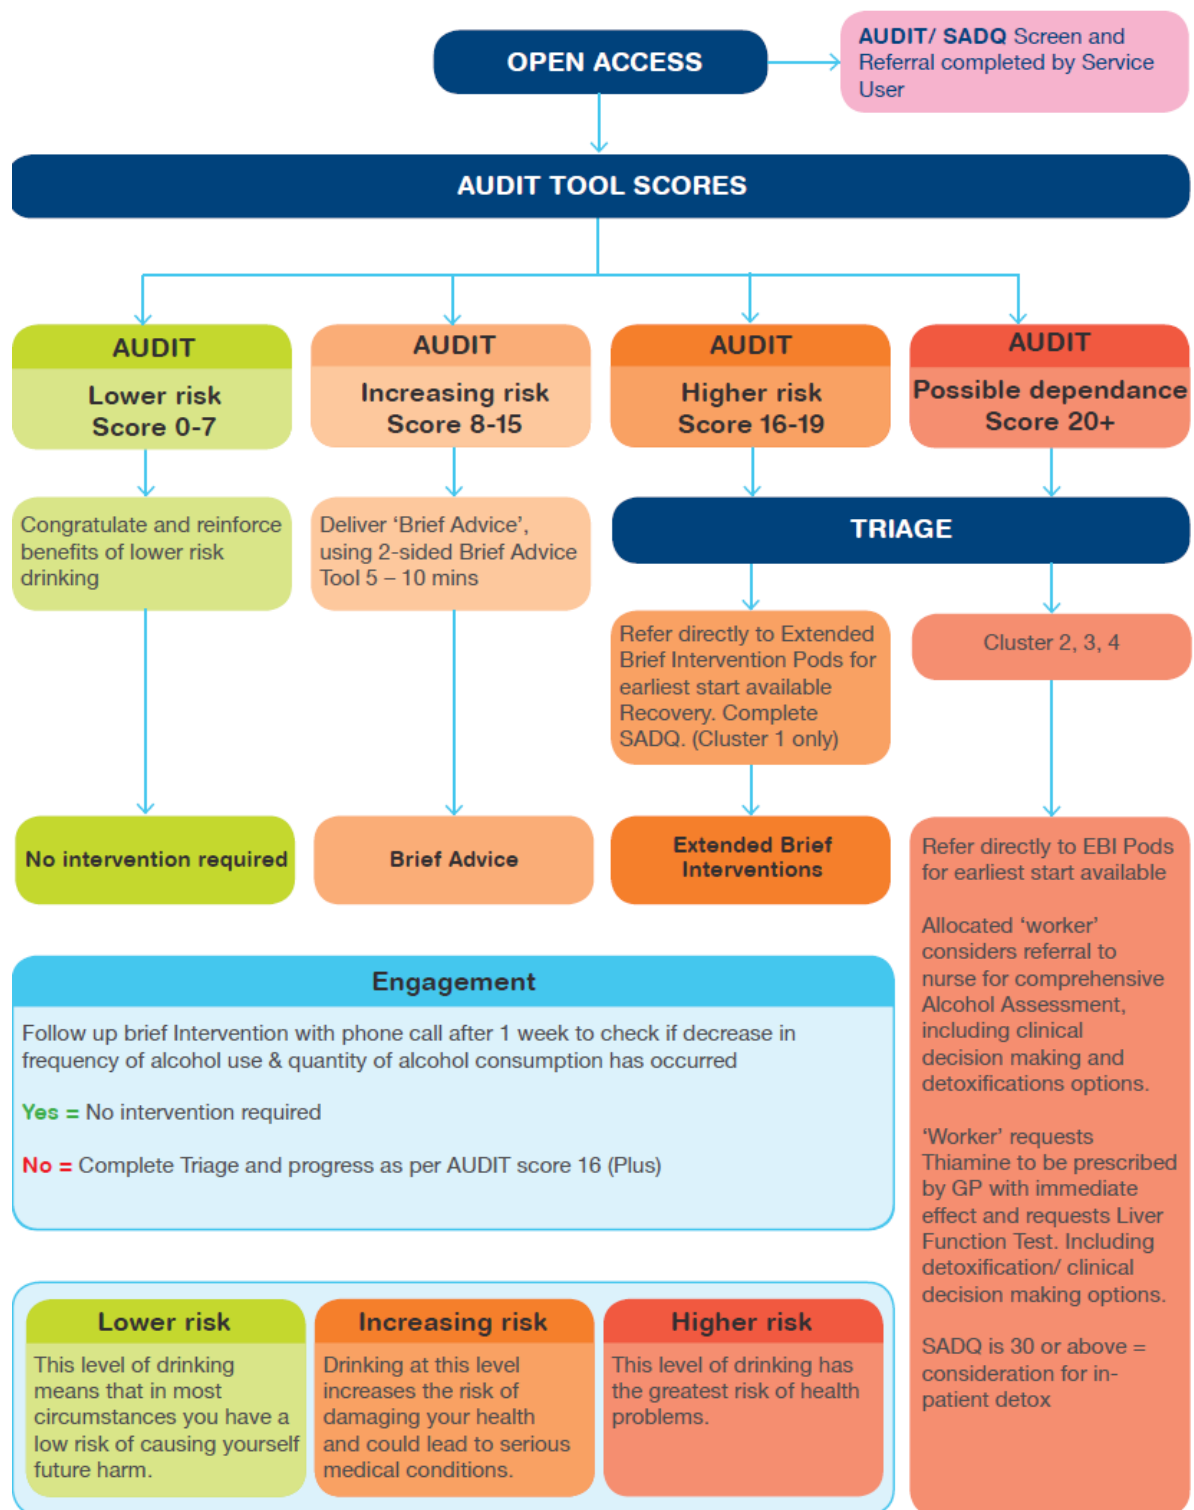 OPEN ACCESS
AUDIT/ SADQ Screen and
Referral completed by Service
User
AUDIT TOOL SCORES
AUDIT
Lower risk
Score 0-7
AUDIT
Increasing risk
Score 8-15
AUDIT
Higher risk
Score 16-19
AUDIT
Possible dependance
Score 20+
Congratulate and reinforce
benefits of lower risk
drinking
Deliver ‘Brief Advice’,
using 2-sided Brief Advice
Tool 5 – 10 mins
TRIAGE
Refer directly to Extended
Brief Intervention Pods for
earliest start available
Recovery. Complete
SADQ. (Cluster 1 only)
Cluster 2, 3, 4
No intervention required
Brief Advice
Extended Brief
Interventions
Refer directly to EBI Pods
for earliest start available
Allocated ‘worker’
considers referral to
nurse for comprehensive
Alcohol Assessment,
including clinical
decision making and
detoxifications options.
‘Worker’ requests
Thiamine to be prescribed
by GP with immediate
effect and requests Liver
Function Test. Including
detoxification/ clinical
decision making options.
SADQ is 30 or above =
consideration for in-
patient detox
Engagement
Follow up brief Intervention with phone call after 1 week to check if decrease in
frequency of alcohol use & quantity of alcohol consumption has occurred
Yes = No intervention required
No = Complete Triage and progress as per AUDIT score 16 (Plus)
Lower risk
This level of drinking
means that in most
circumstances you have a
low risk of causing yourself
future harm.
Increasing risk
Drinking at this level
increases the risk of
damaging your health
and could lead to serious
medical conditions.
Higher risk
This level of drinking has
the greatest risk of health
problems.